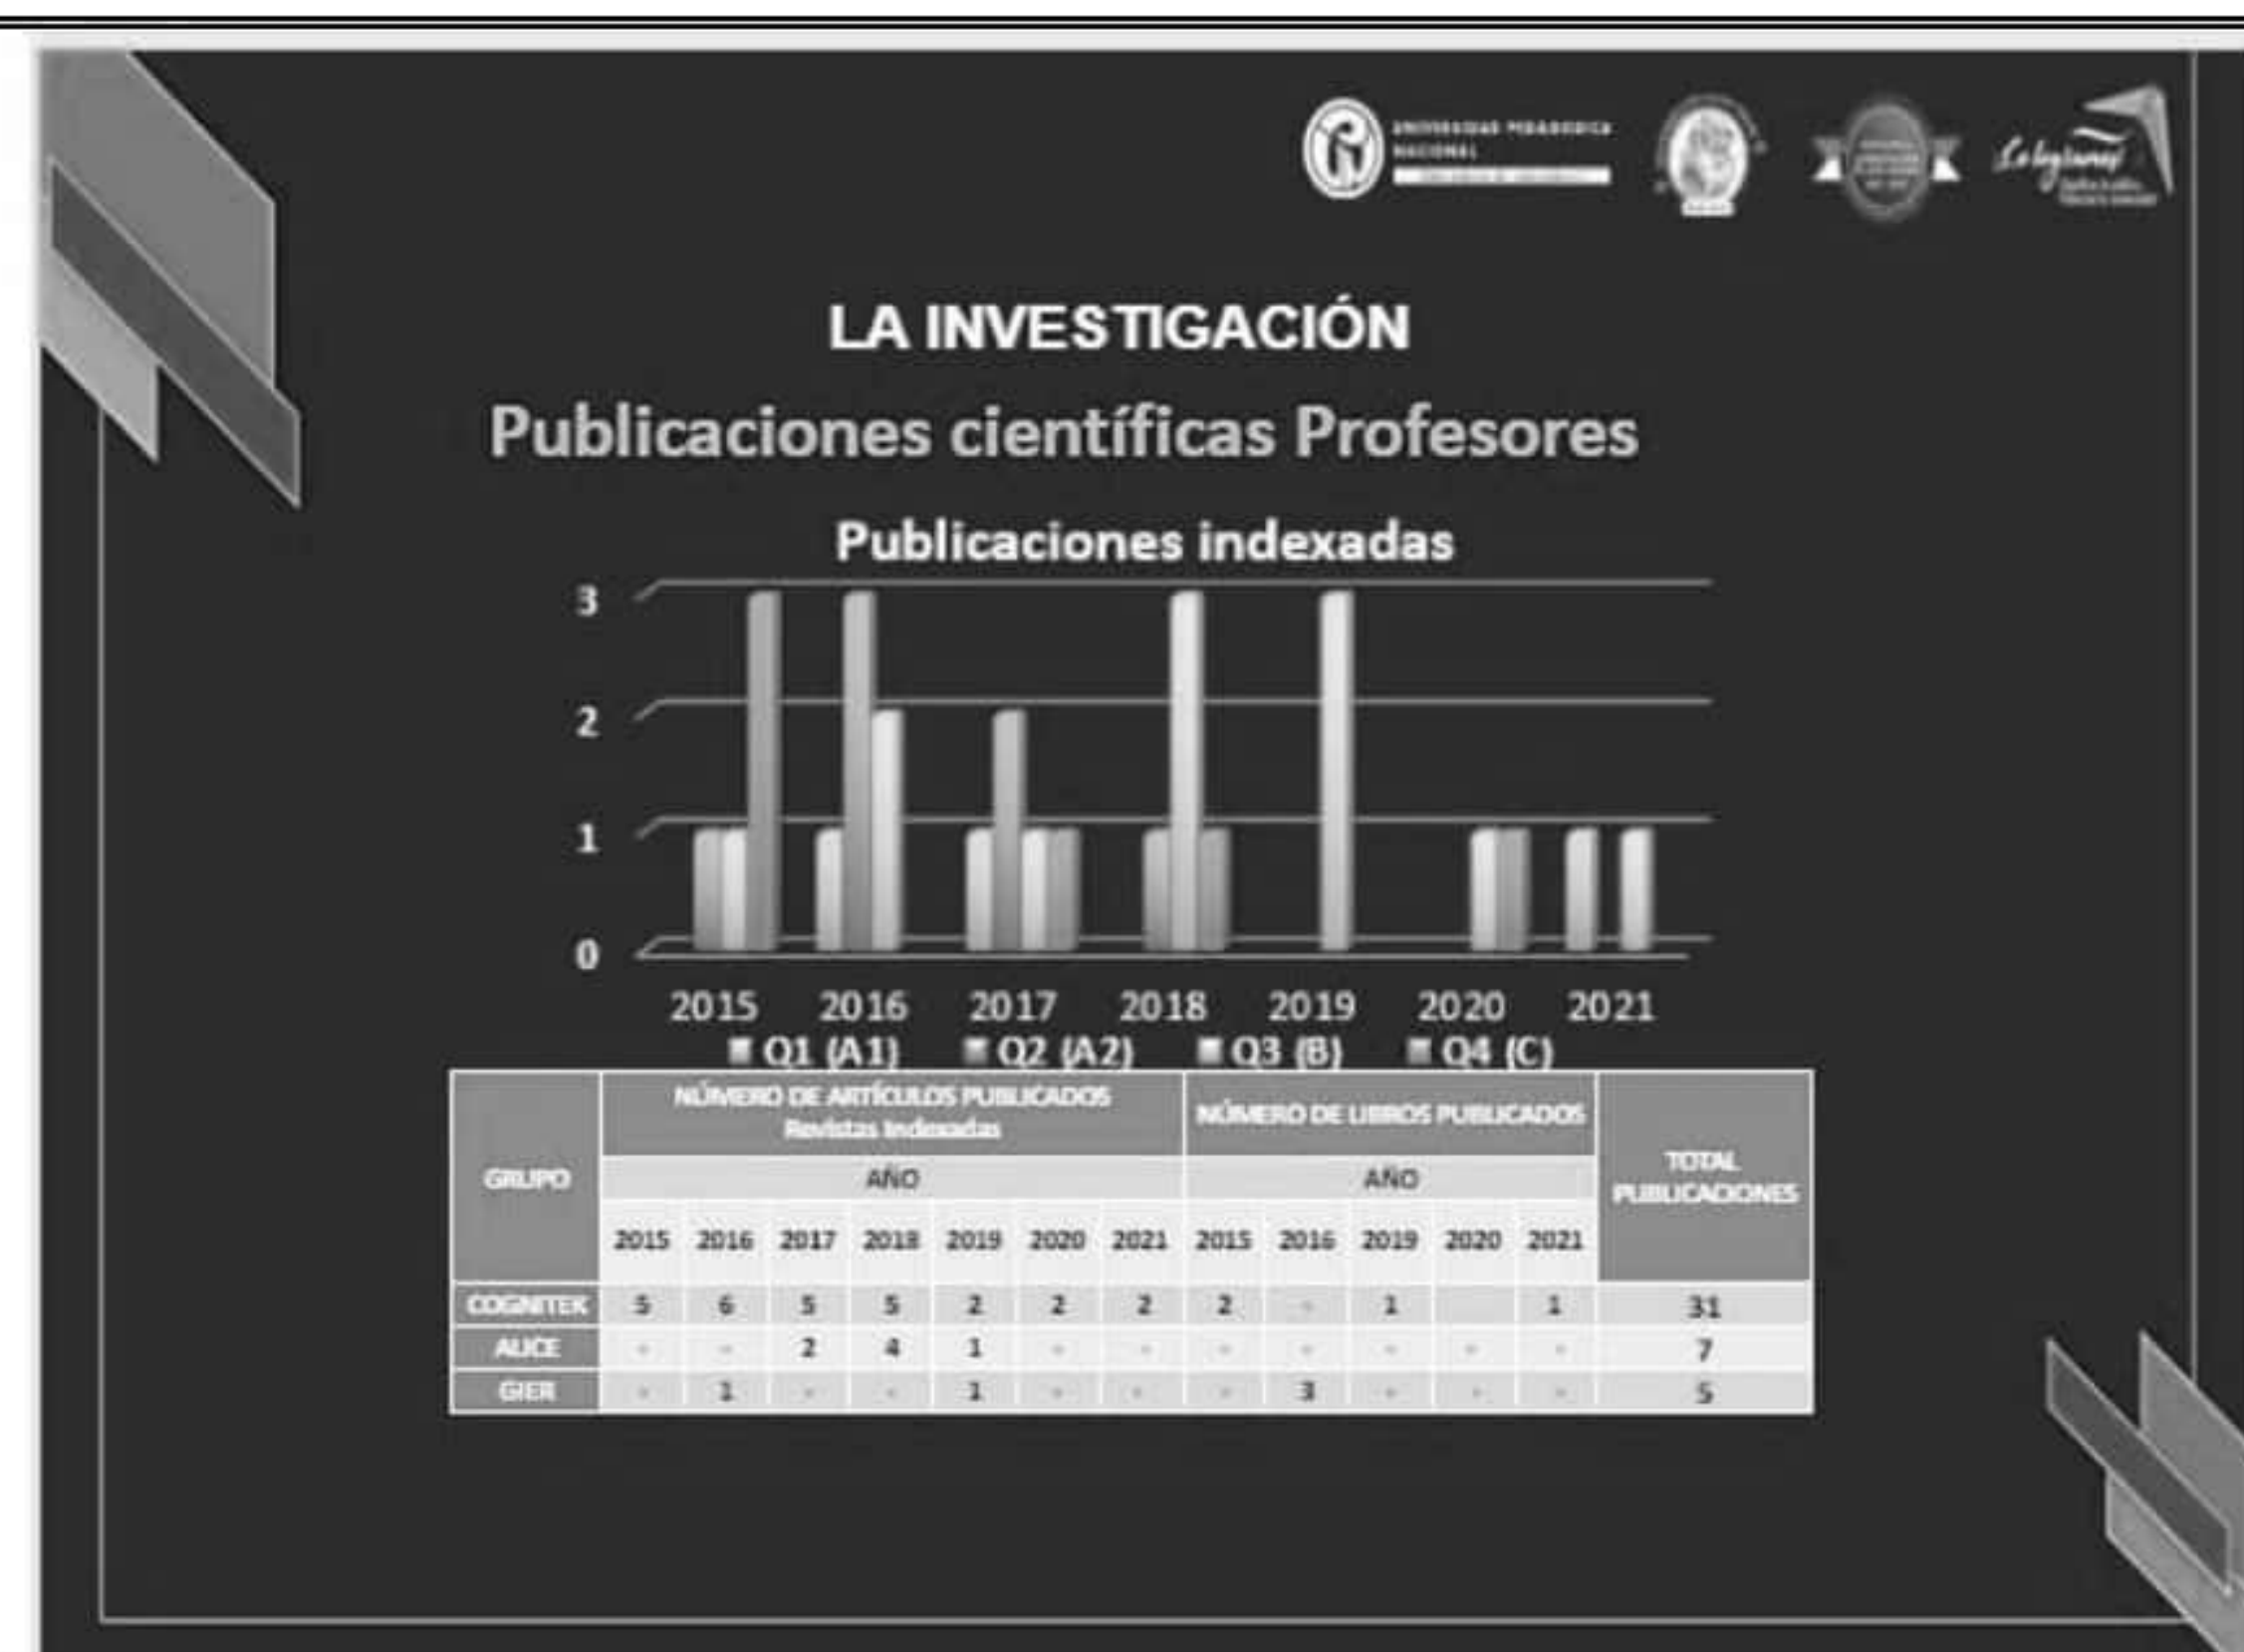 UNIVERSIDAD PEDAGOGICA
NACIONAL
LA INVESTIGACIÓN
Publicaciones científicas Profesores
Publicaciones indexadas
3
2
1
0
2015 2016 2017 2018 2019 2020 2021
Q1 (A1) Q2 (A2) Q3 (B) Q4 (C)
GRUPO
NÚMERO DE ARTÍCULOS PUBLICADOS
Revistas Indexadas
NÚMERO DE LIBROS PUBLICADOS
TOTAL
PUBLICACIONES
AÑO AÑO
2015 2016 2017 2018 2019 2020 2021 2015 2016 2019 2020 2021
COGNITEK 5 6 5 5 2 2 2 2 - 1 1 31
ALICE - - 2 4 1 - - - - - - - 7
GIER - 1 - - 1 - - - 3 - - - 5